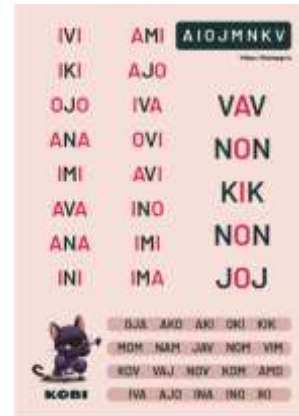 IVI
IKI
OJO
ANA
IMI
AVA
ANA
INI
AMI
AJO
IVA
OVI
AVI
INO
IMI
IMA
AIOJMNKV
VAV
NON
KIK
NON
JOJ
OJA AKO AKI OKI KIK
MOM NAM JAV NOM VIM
KOV VAJ NOV KOM AMO
IVA AJO INA INO
KOBI